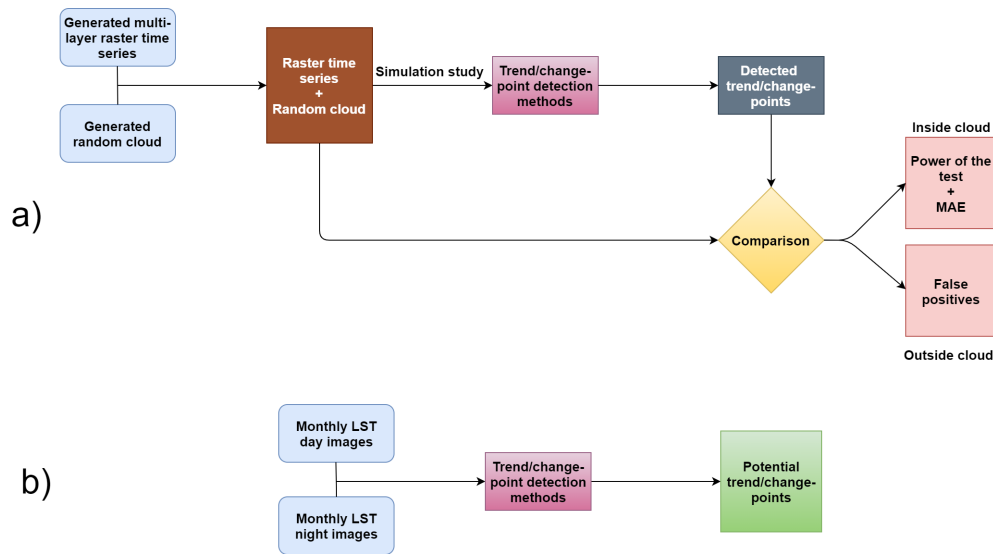 Generated multi-
layer raster time
series
Generated
random cloud
Raster time
series
+
Random cloud
Simulation study
Trend/change-
point detection
methods
Detected
trend/change-
points
Inside cloud
Power of the
test
+
MAE
a)
Comparison
False
positives
Outside cloud
Monthly LST
day images
b)
Trend/change-
point detection
methods
Potential
trend/change-
points
Monthly LST
night images